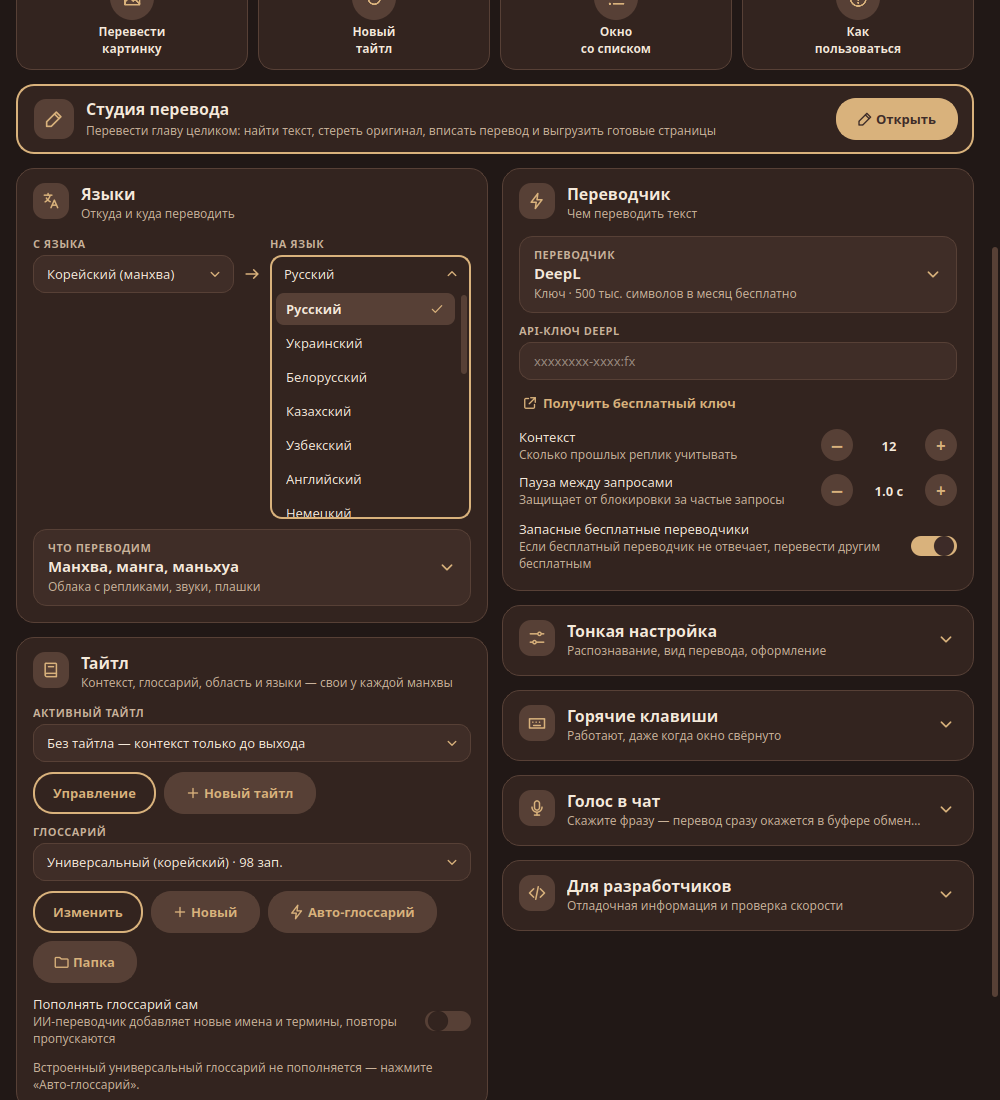 Перевести
картинку
Новый
тайтл
Окно
со списком
Как
пользоваться
Студия перевода
Перевести главу целиком: найти текст, стереть оригинал, вписать перевод и выгрузить готовые страницы
Открыть
Языки
Откуда и куда переводить
С ЯЗЫКА
Корейский (манхва)
НА ЯЗЫК
Русский
Русский
Украинский
Белорусский
Казахский
Узбекский
Английский
Немецкий
ЧТО ПЕРЕВОДИМ
Манхва, манга, маньхуа
Облака с репликами, звуки, плашки
Тайтл
Контекст, глоссарий, область и языки — свои у каждой манхвы
АКТИВНЫЙ ТАЙТЛ
Без тайтла — контекст только до выхода
Управление
+ Новый тайтл
ГЛОССАРИЙ
Универсальный (корейский) · 98 зап.
Изменить
+ Новый
Авто-глоссарий
Папка
Пополнять глоссарий сам
ИИ-переводчик добавляет новые имена и термины, повторы
пропускаются
Встроенный универсальный глоссарий не пополняется — нажмите
«Авто-глоссарий».
Переводчик
Чем переводить текст
ПЕРЕВОДЧИК
DeepL
Ключ · 500 тыс. символов в месяц бесплатно
API-КЛЮЧ DEEPL
xxxxxxxx-xxxx:fx
Получить бесплатный ключ
Контекст
Сколько прошлых реплик учитывать
– 12 +
Пауза между запросами
Защищает от блокировки за частые запросы
– 1.0 с +
Запасные бесплатные переводчики
Если бесплатный переводчик не отвечает, перевести другим
бесплатным
Тонкая настройка
Распознавание, вид перевода, оформление
Горячие клавиши
Работают, даже когда окно свёрнуто
Голос в чат
Скажите фразу — перевод сразу окажется в буфере обмен...
Для разработчиков
Отладочная информация и проверка скорости